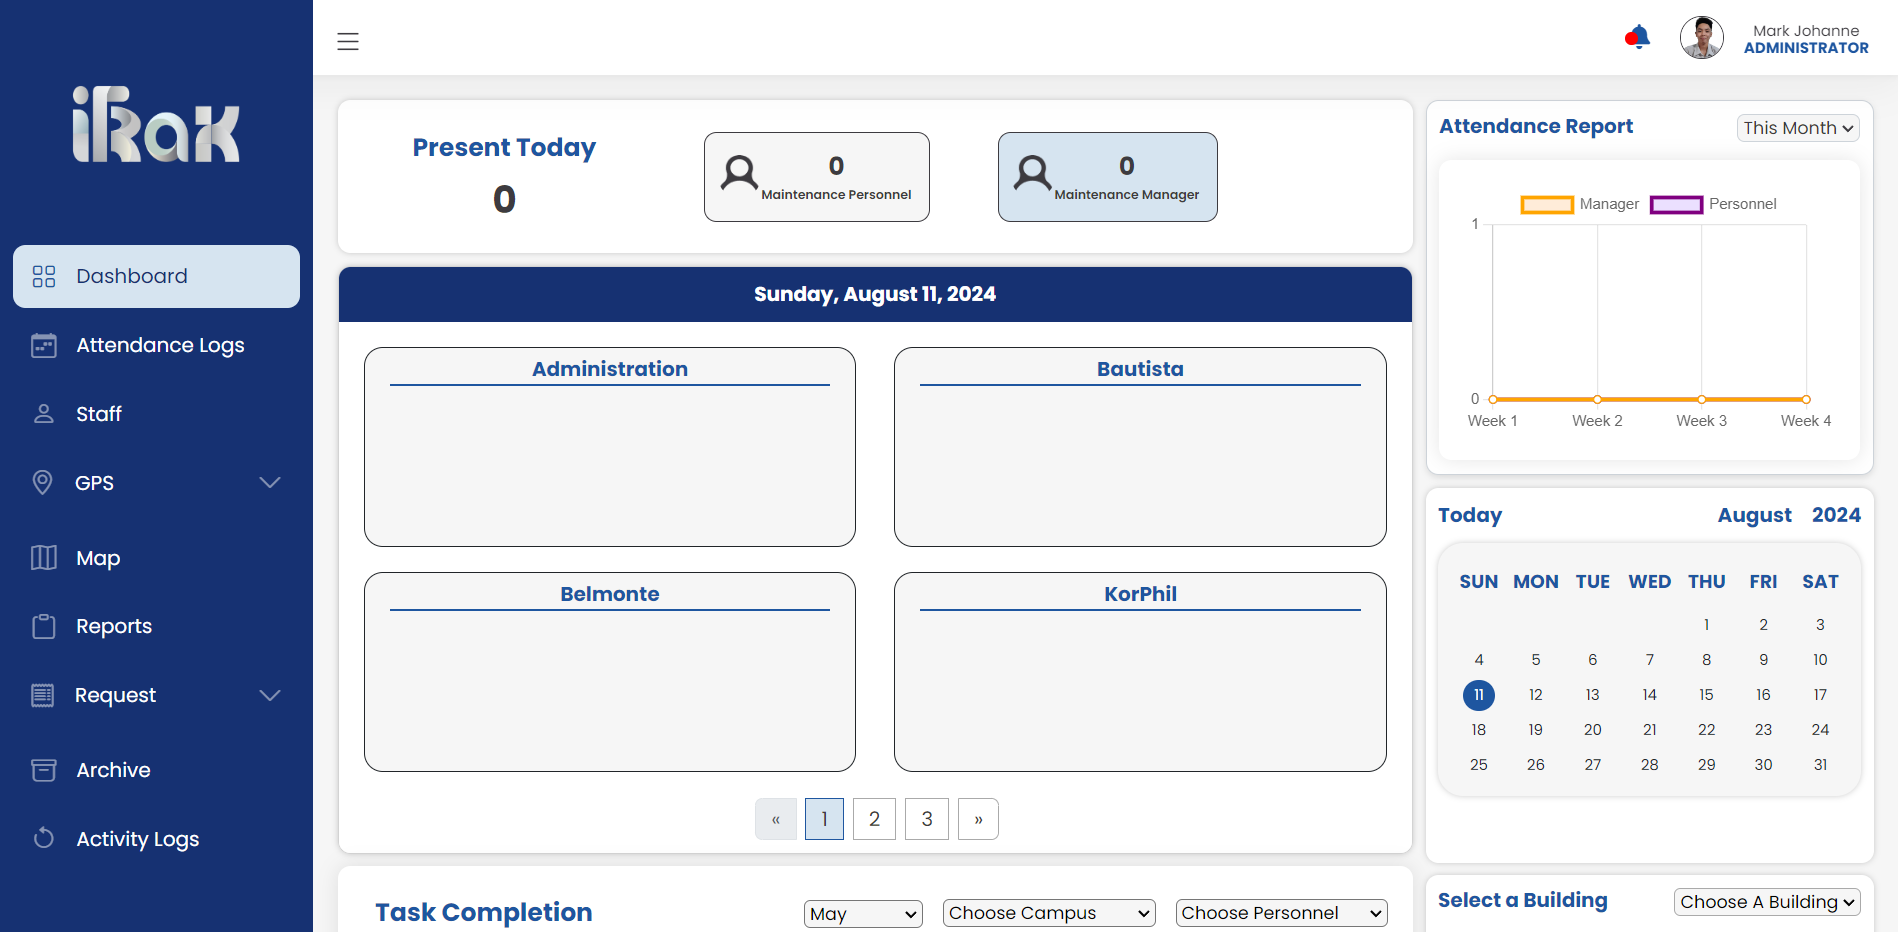 iRak
Dashboard
Attendance Logs
Staff
GPS
Map
Reports
Request
Archive
Activity Logs
Mark Johanne
ADMINISTRATOR
Present Today
0
0
Maintenance Personnel
0
Maintenance Manager
Sunday, August 11, 2024
Administration
Bautista
Belmonte
KorPhil
« 1 2 3 »
Task Completion
May
Choose Campus
Choose Personnel
Attendance Report
This Month
Manager Personnel
1
0
Week 1 Week 2 Week 3 Week 4
Today August 2024
SUN MON TUE WED THU FRI SAT
1 2 3
4 5 6 7 8 9 10
11 12 13 14 15 16 17
18 19 20 21 22 23 24
25 26 27 28 29 30 31
Select a Building
Choose A Building